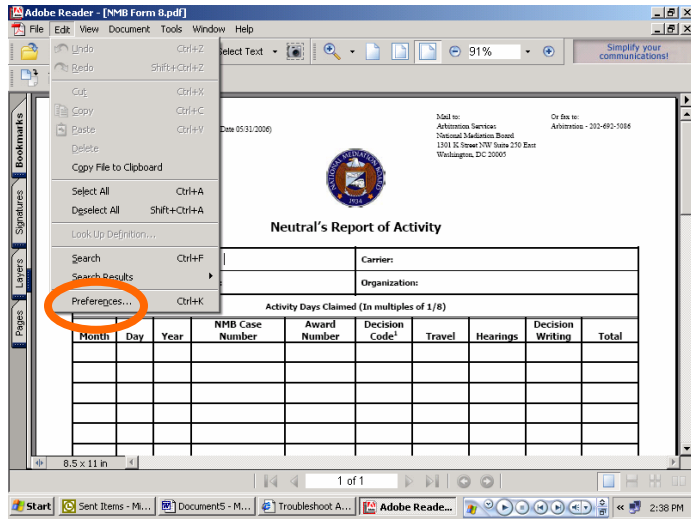 Adobe Reader - [NMB Form 8.pdf]
File Edit View Document Tools Window Help
Select Text 91% Simplify your communications!
Undo Ctrl+Z
Redo Shift+Ctrl+Z
Cut Ctrl+X
Copy Ctrl+C
Paste Ctrl+V
Delete
Copy File to Clipboard
Select All Ctrl+A
Deselect All Shift+Ctrl+A
Look Up Definition...
Search Ctrl+F
Search Results
Preferences... Ctrl+K
Bookmarks
Signatures
Layers
Pages
Date 05/31/2006)
Mail to:
Arbitration Services
National Mediation Board
1301 K Street NW Suite 250 East
Washington, DC 20005
Or fax to:
Arbitration - 202-692-5086
1934
Neutral's Report of Activity
Carrier:
: Organization:
Activity Days Claimed (In multiples of 1/8)
Month Day Year NMB Case Number Award Number Decision Code1 Travel Hearings Decision Writing Total
8.5 x 11 in
1 of 1
Start Sent Items - Mi... Document5 - M... Troubleshoot A... Adobe Reade... 2:38 PM